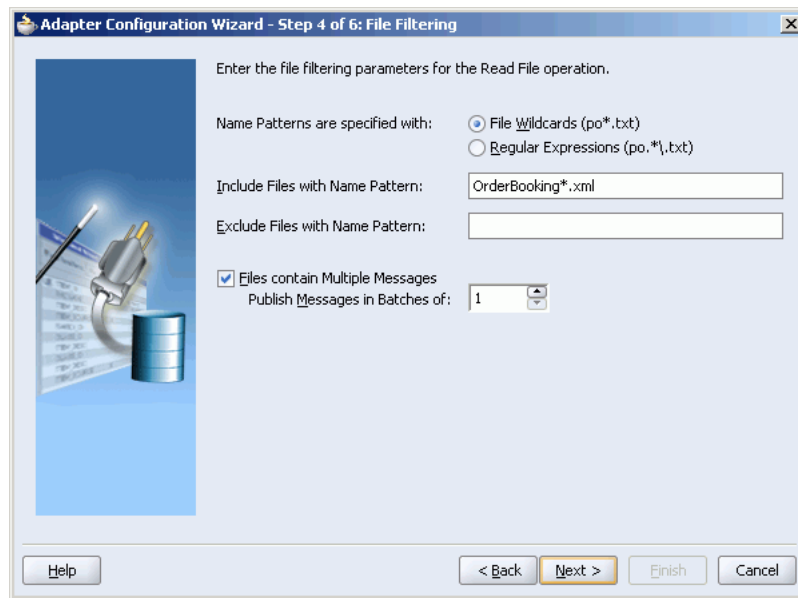 Adapter Configuration Wizard - Step 4 of 6: File Filtering
Enter the file filtering parameters for the Read File operation.
Name Patterns are specified with:
File Wildcards (po*.txt)
Regular Expressions (po.*\.txt)
Include Files with Name Pattern:
OrderBooking*.xml
Exclude Files with Name Pattern:
Files contain Multiple Messages
Publish Messages in Batches of:
1
Help
< Back
Next >
Finish
Cancel